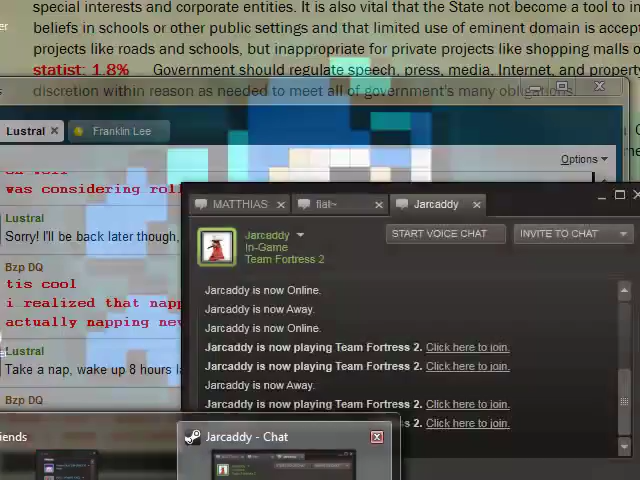 special interests and corporate entities. It is also vital that the State not become a tool to in
beliefs in schools or other public settings and that limited use of eminent domain is accep
projects like roads and schools, but inappropriate for private projects like shopping malls o
statist: 1.8% Government should regulate speech, press, media, Internet, and property
discretion within reason as needed to meet all of government's many obligations.
Lustral
Franklin Lee
Options
was considering roll
Lustral
Sorry! I'll be back later though,
Bzp DQ
tis cool
i realized that napp
actually napping nev
Lustral
Take a nap, wake up 8 hours la
Bzp DQ
MATTHIAS
fial~
Jarcaddy
Jarcaddy
In-Game
Team Fortress 2
START VOICE CHAT
INVITE TO CHAT
Jarcaddy is now Online.
Jarcaddy is now Away.
Jarcaddy is now Online.
Jarcaddy is now playing Team Fortress 2. Click here to join.
Jarcaddy is now playing Team Fortress 2. Click here to join.
Jarcaddy is now Away.
Jarcaddy is now playing Team Fortress 2. Click here to join.
s 2. Click here to join.
iends
Jarcaddy - Chat